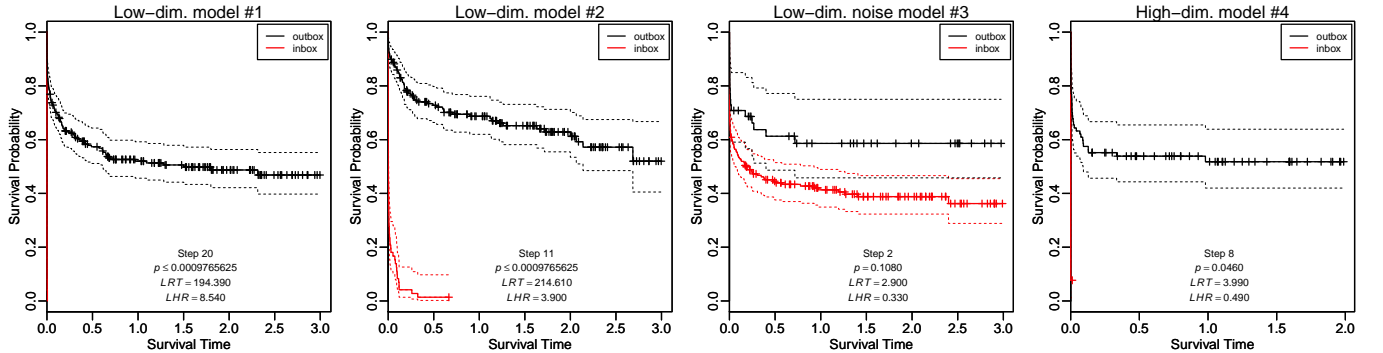 Low−dim. model #1
outbox
inbox
Survival Probability
0.0 0.2 0.4 0.6 0.8 1.0
Step 20
p ≤ 0.0009765625
LRT = 194.390
LHR = 8.540
0.0 0.5 1.0 1.5 2.0 2.5 3.0
Survival Time
Low−dim. model #2
outbox
inbox
Survival Probability
0.0 0.2 0.4 0.6 0.8 1.0
Step 11
p ≤ 0.0009765625
LRT = 214.610
LHR = 3.900
0.0 0.5 1.0 1.5 2.0 2.5 3.0
Survival Time
Low−dim. noise model #3
outbox
inbox
Survival Probability
0.0 0.2 0.4 0.6 0.8 1.0
Step 2
p = 0.1080
LRT = 2.900
LHR = 0.330
0.0 0.5 1.0 1.5 2.0 2.5 3.0
Survival Time
High−dim. model #4
outbox
inbox
Survival Probability
0.0 0.2 0.4 0.6 0.8 1.0
Step 8
p = 0.0460
LRT = 3.990
LHR = 0.490
0.0 0.5 1.0 1.5 2.0
Survival Time